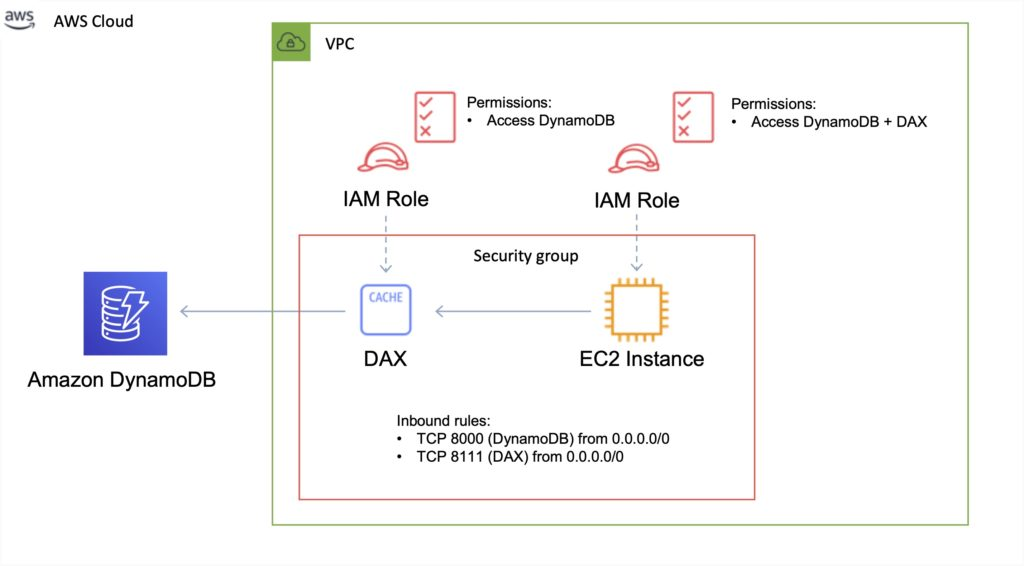 aws
AWS Cloud
VPC
Permissions:
• Access DynamoDB
Permissions:
• Access DynamoDB + DAX
IAM Role
IAM Role
Security group
CACHE
DAX
EC2 Instance
Amazon DynamoDB
Inbound rules:
• TCP 8000 (DynamoDB) from 0.0.0.0/0
• TCP 8111 (DAX) from 0.0.0.0/0